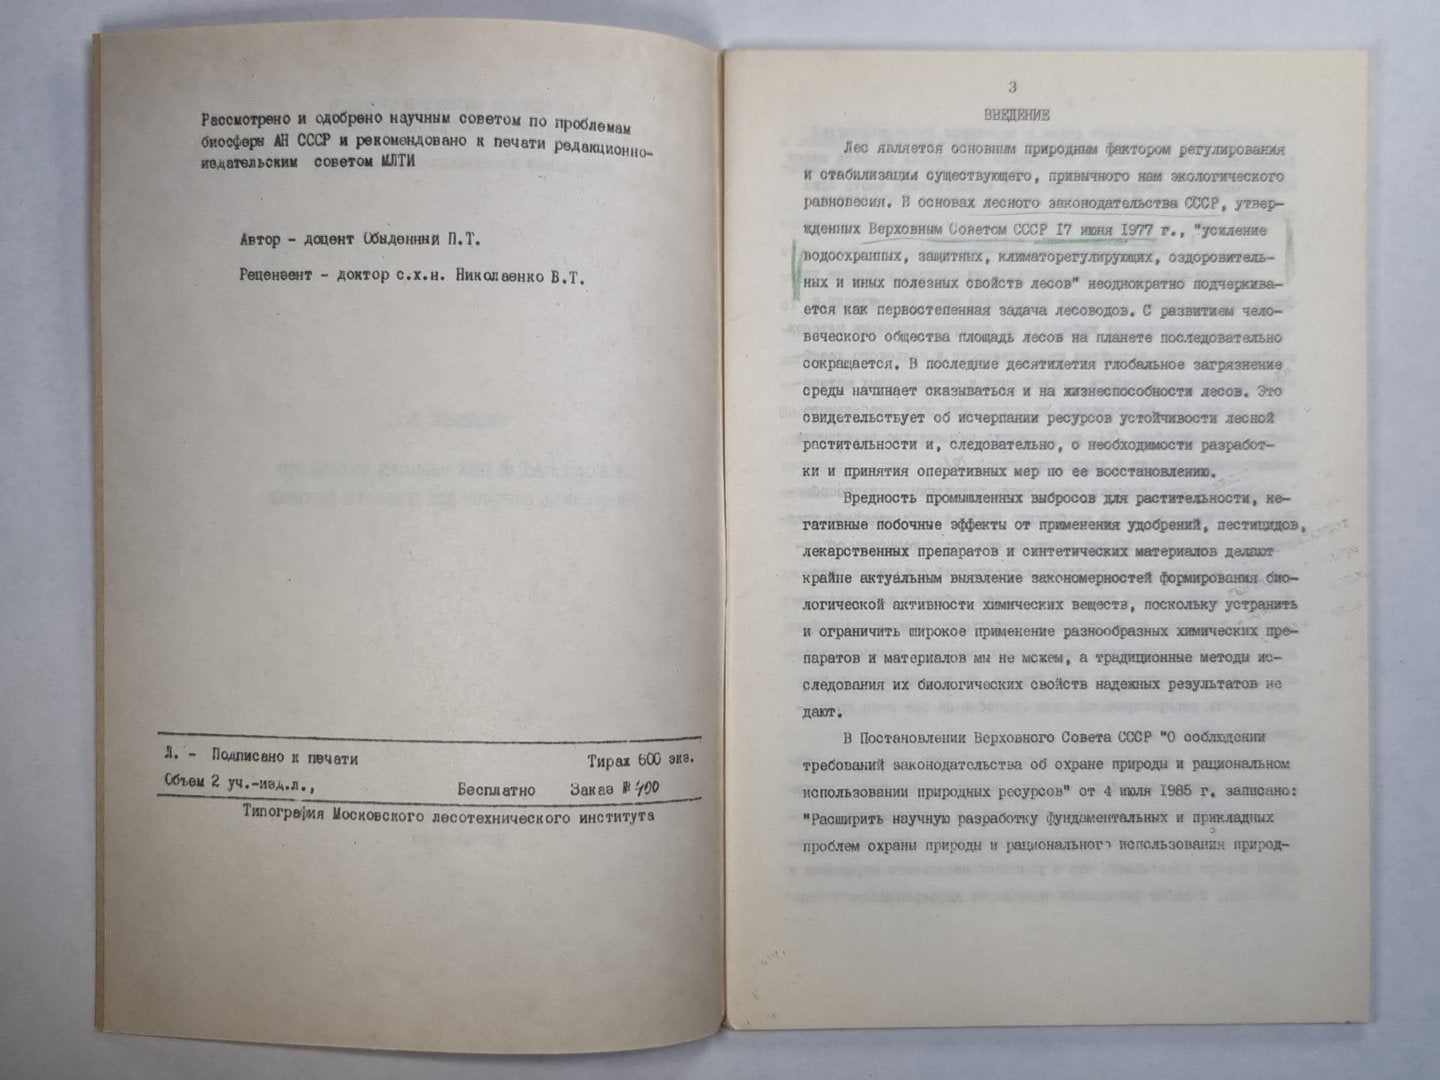 Рассмотрено и одобрено научным советом по проблемам
биосферы АН СССР и рекомендовано к печати редакционно-
издательским советом МЛТИ
Автор - доцент Обыденный П.Т.
Рецензент - доктор с.х.н. Николаенко В.Т.
Л. - Подписано к печати
Тираж 600 экз.
Объем 2 уч.-изд.л.,
Бесплатно
Заказ № 400
Типография Московского лесотехнического института
3
ВВЕДЕНИЕ
Лес является основным природным фактором регулирования
и стабилизации существующего, привычного нам экологического
равновесия. В основах лесного законодательства СССР, утвер-
жденных Верховным Советом СССР 17 июня 1977 г., "усиление
водоохранных, защитных, климаторегулирующих, оздоровитель-
ных и иных полезных свойств лесов" неоднократно подчеркива-
ется как первостепенная задача лесоводов. С развитием чело-
веческого общества площадь лесов на планете последовательно
сокращается. В последние десятилетия глобальное загрязнение
среды начинает сказываться и на жизнеспособности лесов. Это
свидетельствует об исчерпании ресурсов устойчивости лесной
растительности и, следовательно, о необходимости разработ-
ки и принятия оперативных мер по ее восстановлению.
Вредность промышленных выбросов для растительности, не-
гативные побочные эффекты от применения удобрений, пестицидов,
лекарственных препаратов и синтетических материалов делают
крайне актуальным выявление закономерностей формирования био-
логической активности химических веществ, поскольку устранить
и ограничить широкое применение разнообразных химических пре-
паратов и материалов мы не можем, а традиционные методы ис-
следования их биологических свойств надежных результатов не
дают.
В Постановлении Верховного Совета СССР "О соблюдении
требований законодательства об охране природы и рациональном
использовании природных ресурсов" от 4 июля 1985 г. записано:
"Расширить научную разработку фундаментальных и прикладных
проблем охраны природы и рационального использования природ-